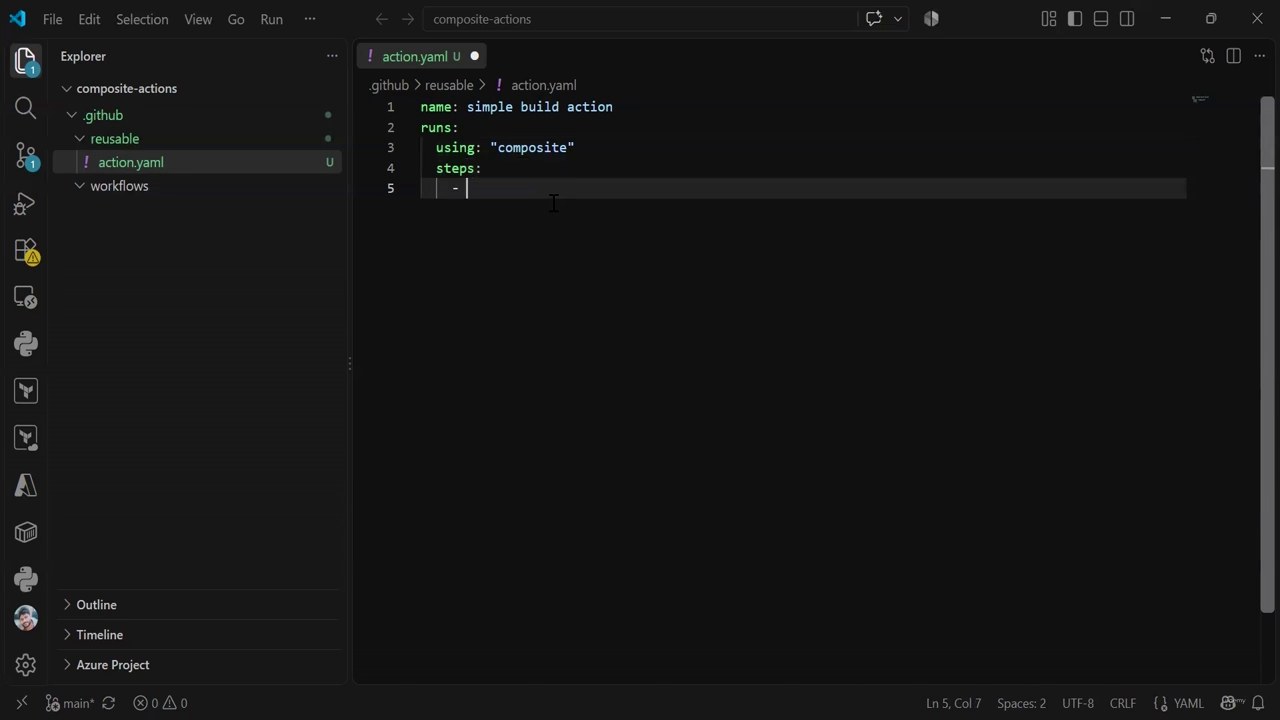 File Edit Selection View Go Run ···
composite-actions
Explorer
composite-actions
.github
reusable
! action.yaml U
workflows
Outline
Timeline
Azure Project
! action.yaml U
.github > reusable > ! action.yaml
1 name: simple build action
2 runs:
3 using: "composite"
4 steps:
5 -
main* 0 0
Ln 5, Col 7 Spaces: 2 UTF-8 CRLF {} YAML
1
1